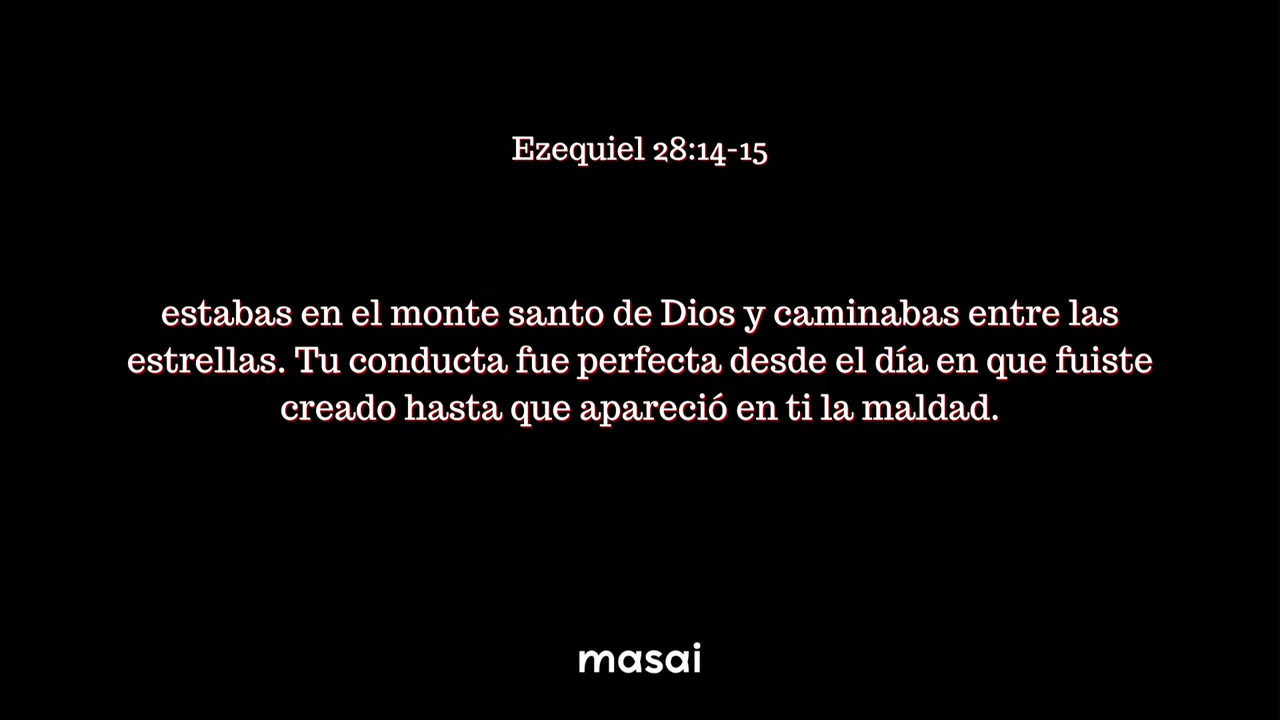 Ezequiel 28:14-15
estabas en el monte santo de Dios y caminabas entre las
estrellas. Tu conducta fue perfecta desde el día en que fuiste
creado hasta que apareció en ti la maldad.
masai